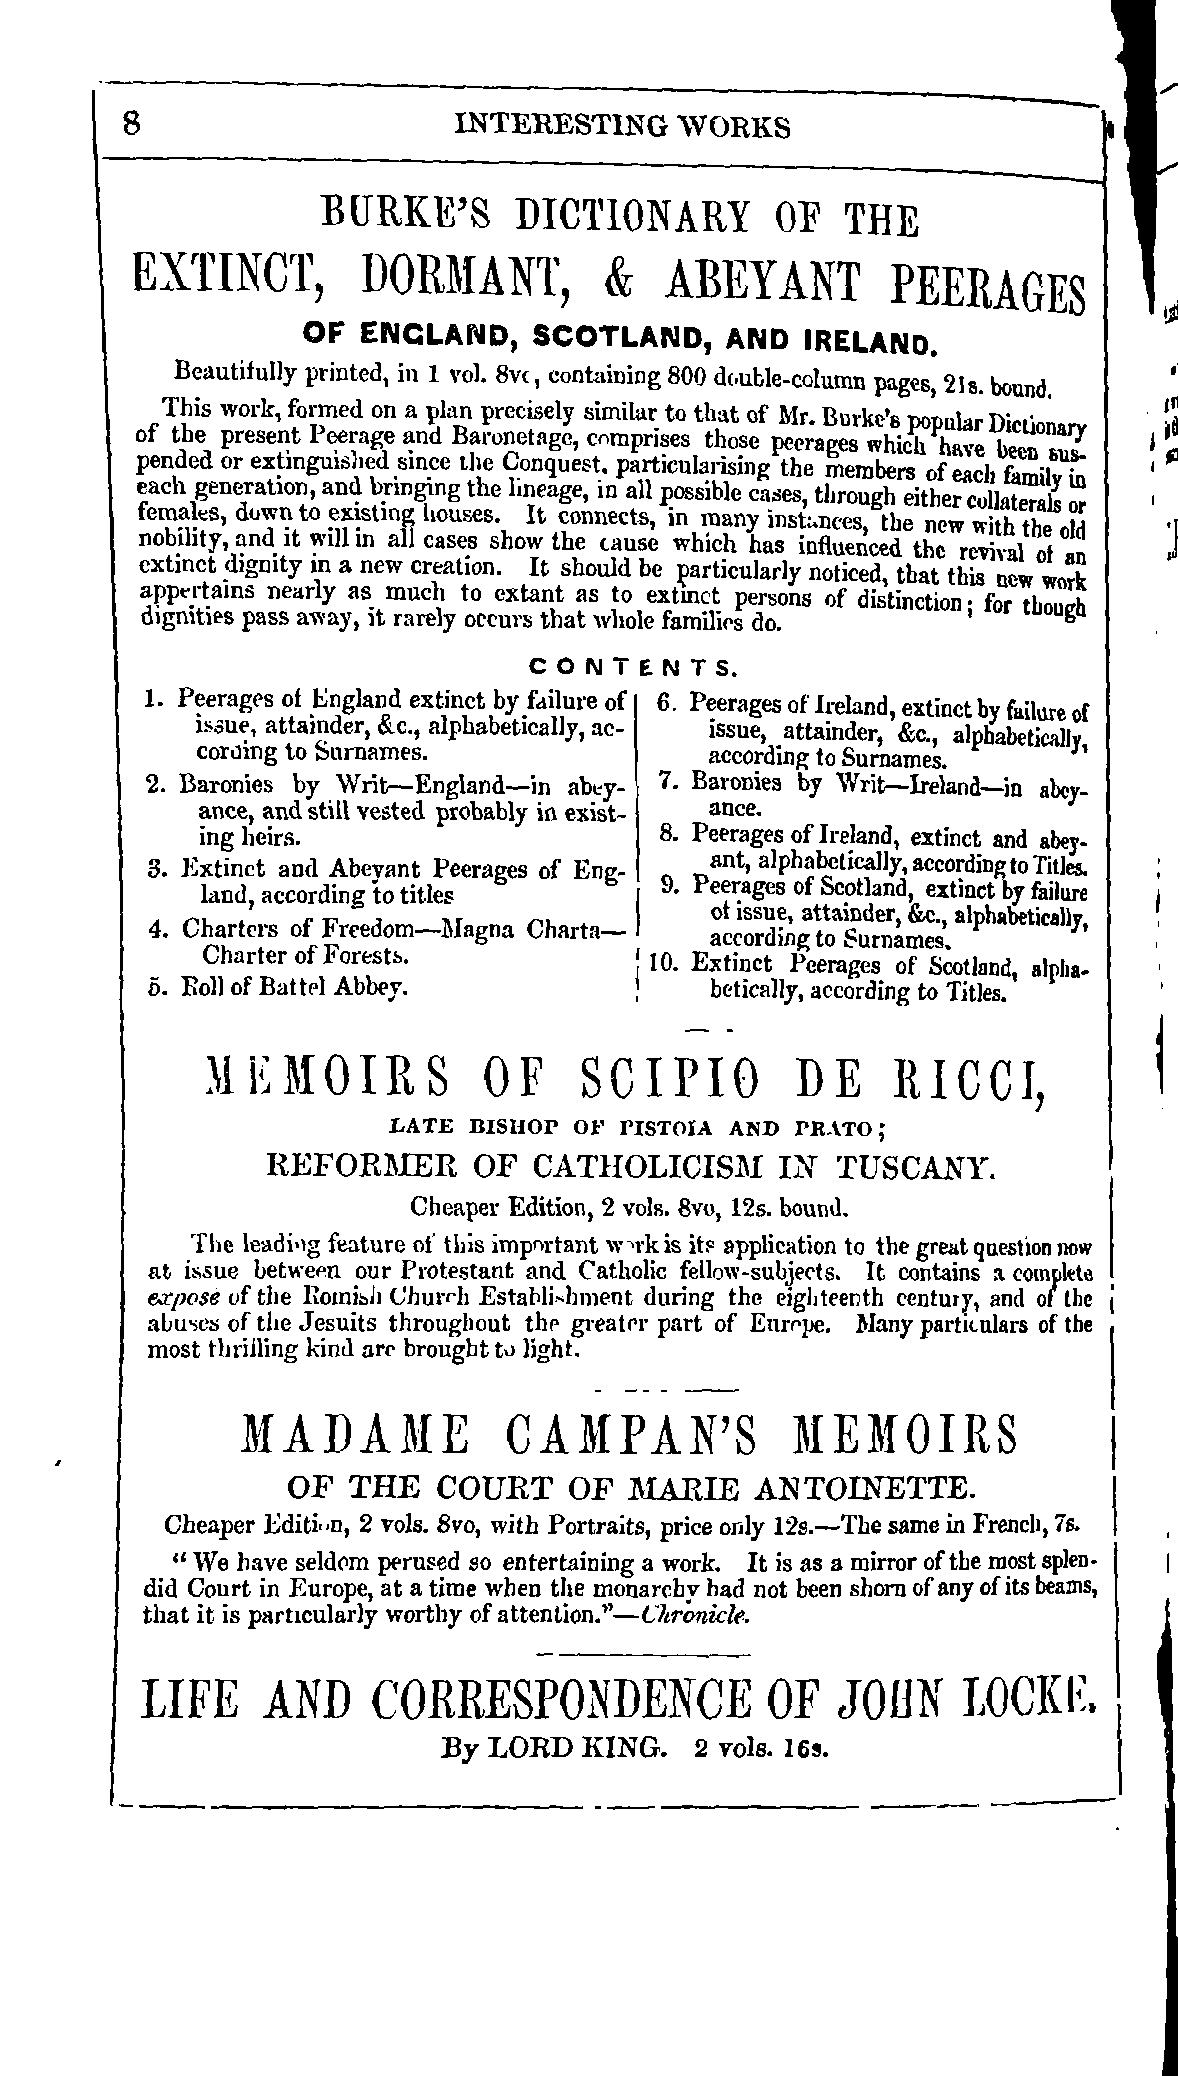 8 INTERESTING WORKS
BURKE'S DICTIONARY OF THE
EXTINCT, DORMANT, & ABEYANT PEERAGES
OF ENGLAND, SCOTLAND, AND IRELAND.
Beautifully printed, in 1 vol. 8vo, containing 800 double-column pages, 21s. bound.
This work, formed on a plan precisely similar to that of Mr. Burke's popular Dictionary
of the present Peerage and Baronetage, comprises those peerages which have been sus-
pended or extinguished since the Conquest, particularising the members of each family in
each generation, and bringing the lineage, in all possible cases, through either collaterals or
females, down to existing houses. It connects, in many instances, the new with the old
nobility, and it will in all cases show the cause which has influenced the revival of an
extinct dignity in a new creation. It should be particularly noticed, that this new work
appertains nearly as much to extant as to extinct persons of distinction; for though
dignities pass away, it rarely occurs that whole families do.
CONTENTS.
1. Peerages of England extinct by failure of
issue, attainder, &c., alphabetically, ac-
cording to Surnames.
2. Baronies by Writ—England—in abey-
ance, and still vested probably in exist-
ing heirs.
3. Extinct and Abeyant Peerages of Eng-
land, according to titles
4. Charters of Freedom—Magna Charta—
Charter of Forests.
5. Roll of Battel Abbey.
6. Peerages of Ireland, extinct by failure of
issue, attainder, &c., alphabetically,
according to Surnames.
7. Baronies by Writ—Ireland—in abey-
ance.
8. Peerages of Ireland, extinct and abey-
ant, alphabetically, according to Titles.
9. Peerages of Scotland, extinct by failure
of issue, attainder, &c., alphabetically,
according to Surnames.
10. Extinct Peerages of Scotland, alpha-
betically, according to Titles.
MEMOIRS OF SCIPIO DE RICCI,
LATE BISHOP OF PISTOIA AND PRATO;
REFORMER OF CATHOLICISM IN TUSCANY.
Cheaper Edition, 2 vols. 8vo, 12s. bound.
The leading feature of this important work is its application to the great question now
at issue between our Protestant and Catholic fellow-subjects. It contains a complete
expose of the Romish Church Establishment during the eighteenth century, and of the
abuses of the Jesuits throughout the greater part of Europe. Many particulars of the
most thrilling kind are brought to light.
MADAME CAMPAN'S MEMOIRS
OF THE COURT OF MARIE ANTOINETTE.
Cheaper Edition, 2 vols. 8vo, with Portraits, price only 12s.—The same in French, 7s.
"We have seldom perused so entertaining a work. It is as a mirror of the most splen-
did Court in Europe, at a time when the monarchy had not been shorn of any of its beams,
that it is particularly worthy of attention."—Chronicle.
LIFE AND CORRESPONDENCE OF JOHN LOCKE.
By LORD KING. 2 vols. 16s.